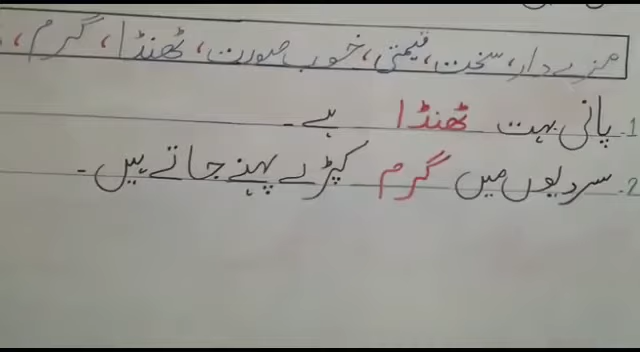 مزے دار، سخت، قیمتی، خوب صورت، ٹھنڈا، گرم،
1. پانی بہت ٹھنڈا ہے۔
2. سردیوں میں گرم کپڑے پہنے جاتے ہیں۔